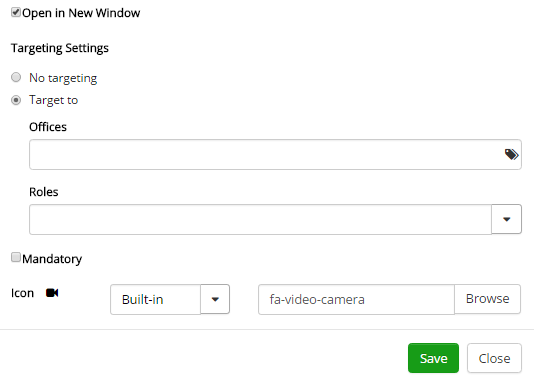 Open in New Window
Targeting Settings
No targeting
Target to
Offices
Roles
Mandatory
Icon Built-in fa-video-camera Browse
Save Close